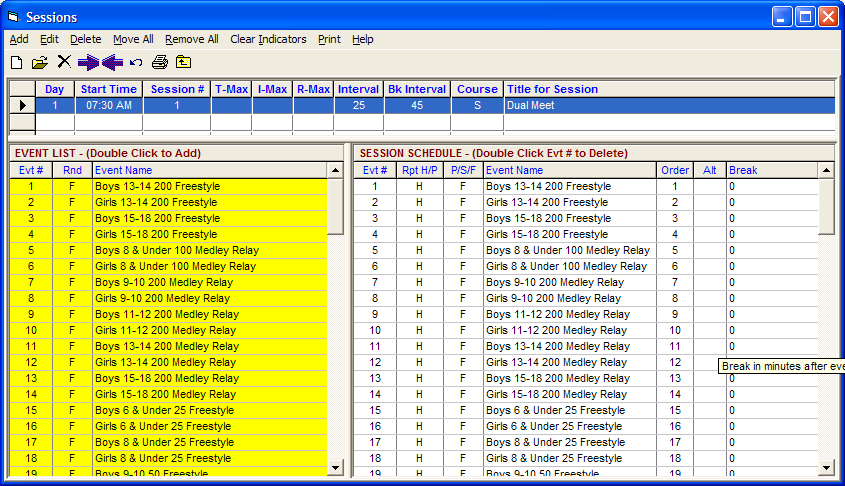 Sessions
Add Edit Delete Move All Remove All Clear Indicators Print Help
Day Start Time Session # T-Max I-Max R-Max Interval Bk Interval Course Title for Session
1 07:30 AM 1 25 45 S Dual Meet
EVENT LIST - (Double Click to Add) SESSION SCHEDULE - (Double Click Evt # to Delete)
Evt # Rnd Event Name Evt # Rpt H/P P/S/F Event Name Order Alt Break
1 F Boys 13-14 200 Freestyle 1 H F Boys 13-14 200 Freestyle 1 0
2 F Girls 13-14 200 Freestyle 2 H F Girls 13-14 200 Freestyle 2 0
3 F Boys 15-18 200 Freestyle 3 H F Boys 15-18 200 Freestyle 3 0
4 F Girls 15-18 200 Freestyle 4 H F Girls 15-18 200 Freestyle 4 0
5 F Boys 8 & Under 100 Medley Relay 5 H F Boys 8 & Under 100 Medley Relay 5 0
6 F Girls 8 & Under 100 Medley Relay 6 H F Girls 8 & Under 100 Medley Relay 6 0
7 F Boys 9-10 200 Medley Relay 7 H F Boys 9-10 200 Medley Relay 7 0
8 F Girls 9-10 200 Medley Relay 8 H F Girls 9-10 200 Medley Relay 8 0
9 F Boys 11-12 200 Medley Relay 9 H F Boys 11-12 200 Medley Relay 9 0
10 F Girls 11-12 200 Medley Relay 10 H F Girls 11-12 200 Medley Relay 10 0
11 F Boys 13-14 200 Medley Relay 11 H F Boys 13-14 200 Medley Relay 11 0
12 F Girls 13-14 200 Medley Relay 12 H F Girls 13-14 200 Medley Relay 12 Break in minutes after eve
13 F Boys 15-18 200 Medley Relay 13 H F Boys 15-18 200 Medley Relay 13 0
14 F Girls 15-18 200 Medley Relay 14 H F Girls 15-18 200 Medley Relay 14 0
15 F Boys 6 & Under 25 Freestyle 15 H F Boys 6 & Under 25 Freestyle 15 0
16 F Girls 6 & Under 25 Freestyle 16 H F Girls 6 & Under 25 Freestyle 16 0
17 F Boys 8 & Under 25 Freestyle 17 H F Boys 8 & Under 25 Freestyle 17 0
18 F Girls 8 & Under 25 Freestyle 18 H F Girls 8 & Under 25 Freestyle 18 0
19 F Boys 9-10 50 Freestyle 19 H F Boys 9-10 50 Freestyle 19 0